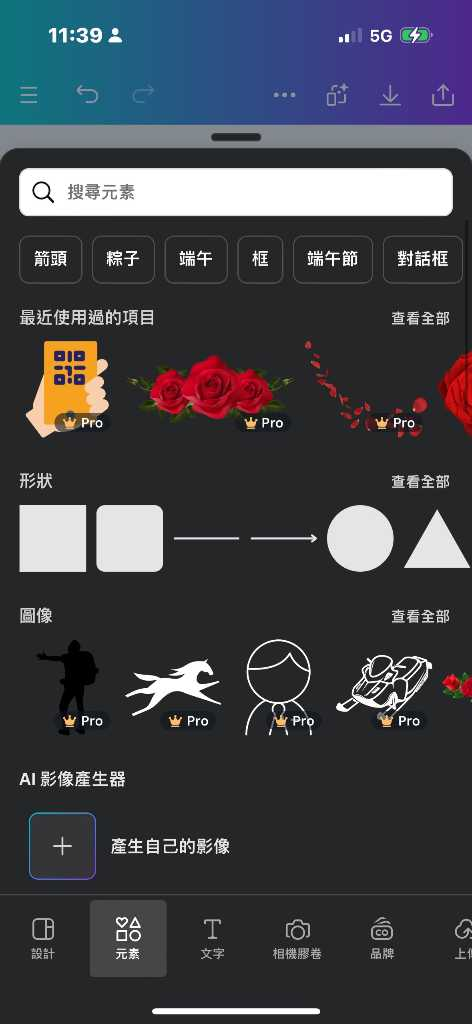 11:39
5G
搜尋元素
箭頭
粽子
端午
框
端午節
對話框
最近使用過的項目
查看全部
Pro
Pro
Pro
形狀
查看全部
圖像
查看全部
Pro
Pro
Pro
Pro
AI 影像產生器
產生自己的影像
設計
元素
文字
相機膠卷
品牌